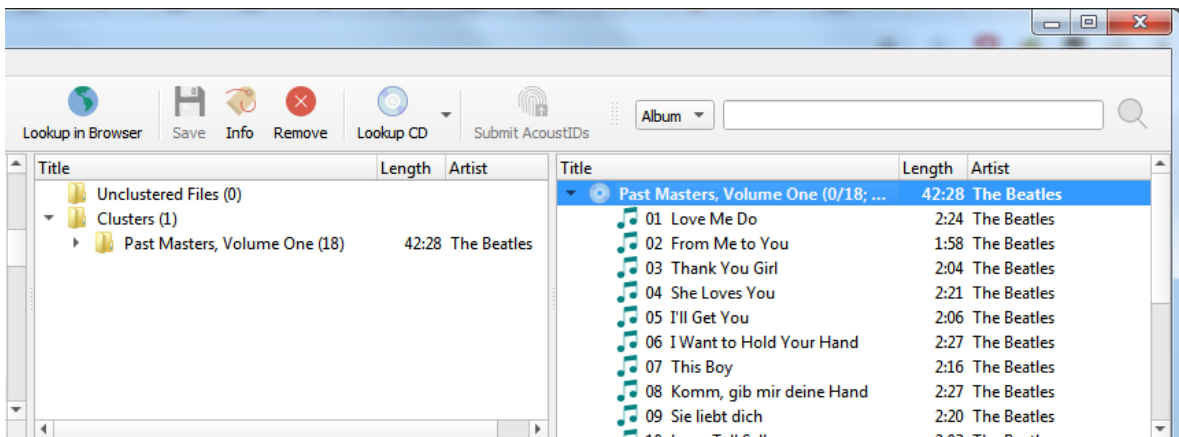 Lookup in Browser Save Info Remove Lookup CD Submit AcoustIDs Album
Title Length Artist
Unclustered Files (0)
Clusters (1)
Past Masters, Volume One (18) 42:28 The Beatles
Title Length Artist
Past Masters, Volume One (0/18; ... 42:28 The Beatles
01 Love Me Do 2:24 The Beatles
02 From Me to You 1:58 The Beatles
03 Thank You Girl 2:04 The Beatles
04 She Loves You 2:21 The Beatles
05 I'll Get You 2:06 The Beatles
06 I Want to Hold Your Hand 2:27 The Beatles
07 This Boy 2:16 The Beatles
08 Komm, gib mir deine Hand 2:27 The Beatles
09 Sie liebt dich 2:20 The Beatles